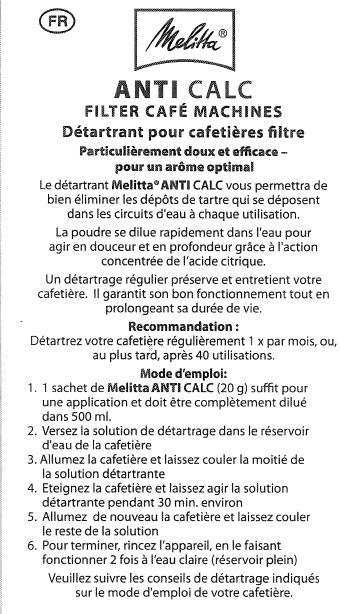 FR
Melitta®
ANTI CALC
FILTER CAFÉ MACHINES
Détartrant pour cafetières filtre
Particulièrement doux et efficace –
pour un arôme optimal
Le détartrant Melitta® ANTI CALC vous permettra de
bien éliminer les dépôts de tartre qui se déposent
dans les circuits d'eau à chaque utilisation.
La poudre se dilue rapidement dans l'eau pour
agir en douceur et en profondeur grâce à l'action
concentrée de l'acide citrique.
Un détartrage régulier préserve et entretient votre
cafetière. Il garantit son bon fonctionnement tout en
prolongeant sa durée de vie.
Recommandation :
Détartrez votre cafetière régulièrement 1 x par mois, ou,
au plus tard, après 40 utilisations.
Mode d'emploi:
1. 1 sachet de Melitta ANTI CALC (20 g) suffit pour
une application et doit être complètement dilué
dans 500 ml.
2. Versez la solution de détartrage dans le réservoir
d'eau de la cafetière
3. Allumez la cafetière et laissez couler la moitié de
la solution détartrante
4. Eteignez la cafetière et laissez agir la solution
détartrante pendant 30 min. environ
5. Allumez de nouveau la cafetière et laissez couler
le reste de la solution
6. Pour terminer, rincez l'appareil, en le faisant
fonctionner 2 fois à l'eau claire (réservoir plein)
Veuillez suivre les conseils de détartrage indiqués
sur le mode d'emploi de votre cafetière.